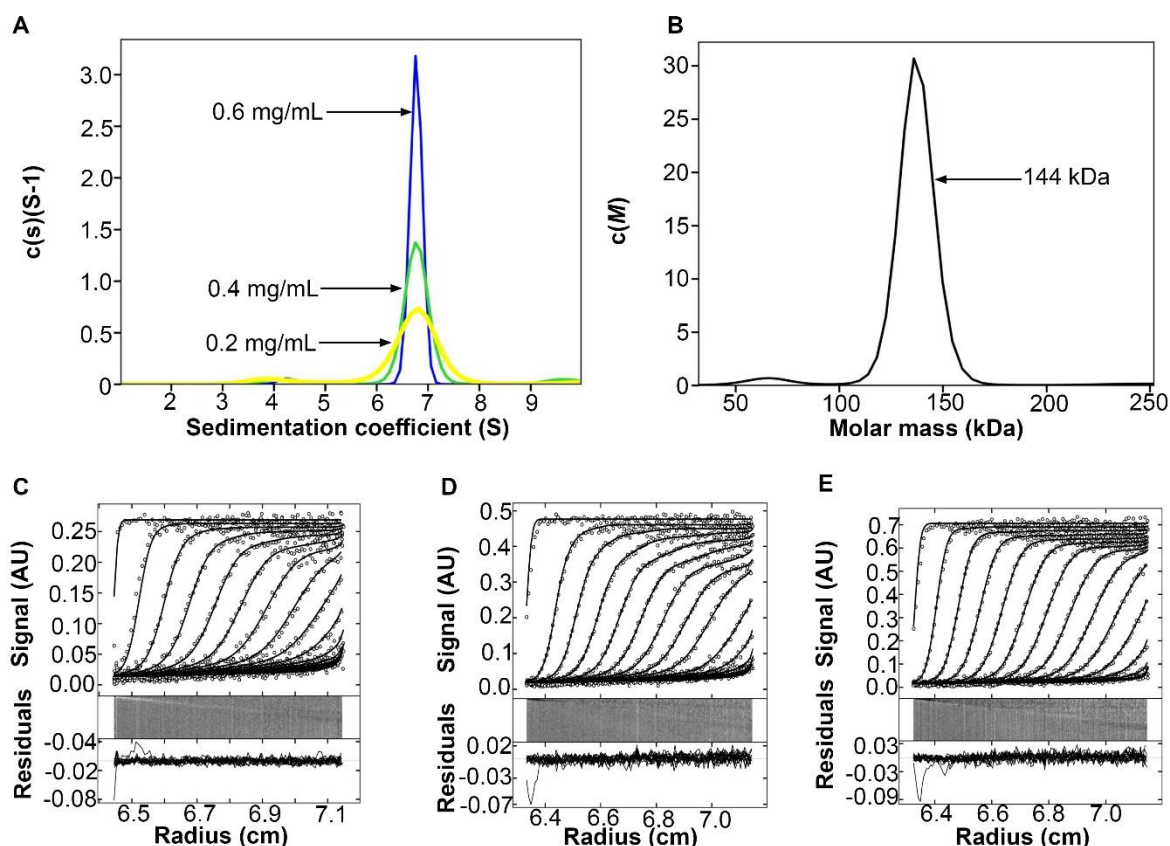 A
3.0
2.5
2.0
1.5
1.0
0.5
0
c(s)(S-1)
0.6 mg/mL
0.4 mg/mL
0.2 mg/mL
2 3 4 5 6 7 8 9
Sedimentation coefficient (S)
B
30
25
20
15
10
5
0
c(M)
144 kDa
50 100 150 200 250
Molar mass (kDa)
C
0.25
0.20
0.15
0.10
0.05
0.00
Signal (AU)
-0.04
-0.02
-0.08
Residuals
6.5 6.7 6.9 7.1
Radius (cm)
D
0.5
0.4
0.3
0.2
0.1
0.0
Signal (AU)
0.02
-0.03
-0.07
Residuals
6.4 6.6 6.8 7.0
Radius (cm)
E
0.7
0.6
0.5
0.4
0.3
0.2
0.1
0.0
Signal (AU)
0.03
-0.03
-0.09
Residuals
6.4 6.6 6.8 7.0
Radius (cm)